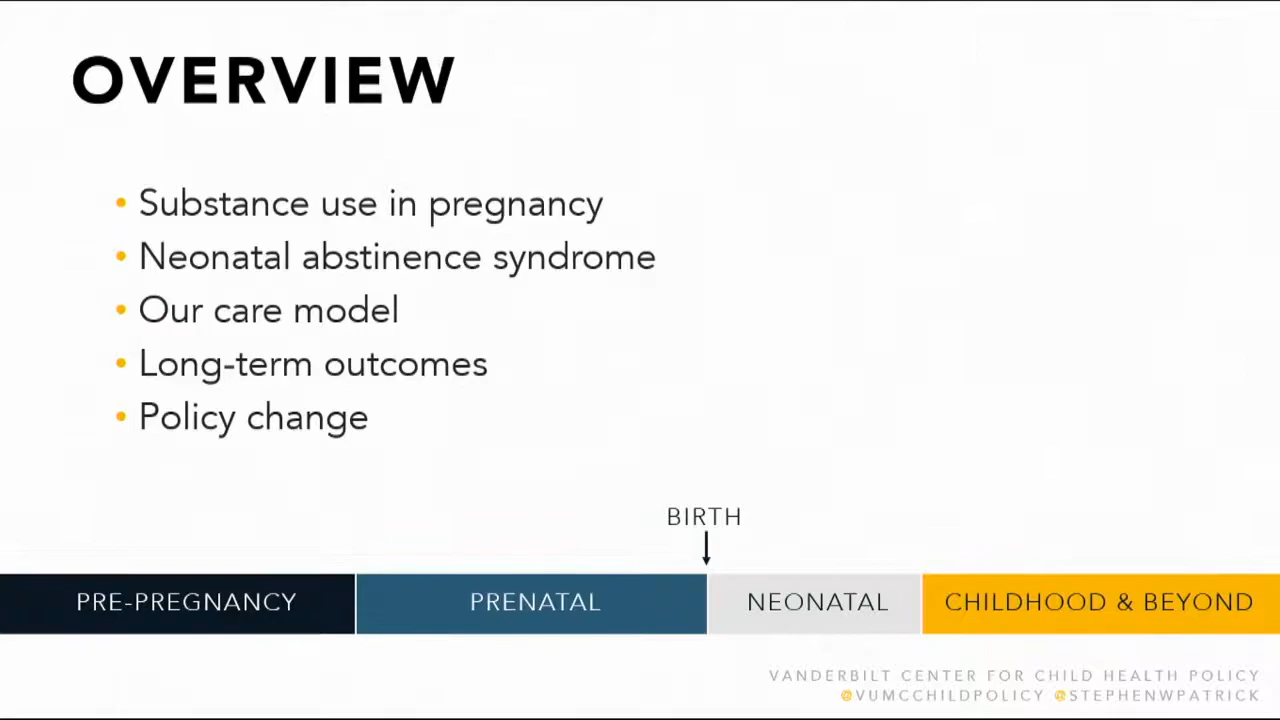 OVERVIEW
• Substance use in pregnancy
• Neonatal abstinence syndrome
• Our care model
• Long-term outcomes
• Policy change
BIRTH
PRE-PREGNANCY PRENATAL NEONATAL CHILDHOOD & BEYOND
VANDERBILT CENTER FOR CHILD HEALTH POLICY
@VUMCCHILDPOLICY @STEPHENWPATRICK